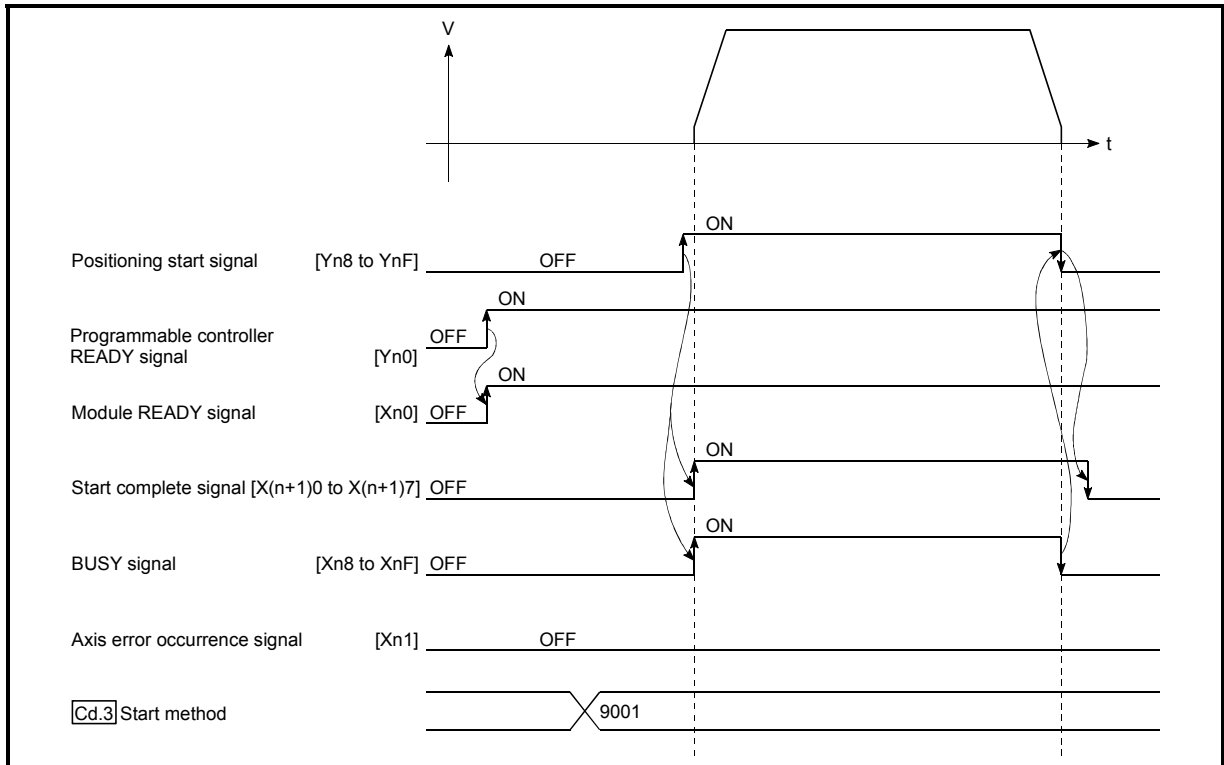 V
t
ON
Positioning start signal [Yn8 to YnF] OFF
ON
Programmable controller
READY signal [Yn0] OFF
ON
Module READY signal [Xn0] OFF
ON
Start complete signal [X(n+1)0 to X(n+1)7] OFF
ON
BUSY signal [Xn8 to XnF] OFF
Axis error occurrence signal [Xn1] OFF
Cd.3 Start method 9001